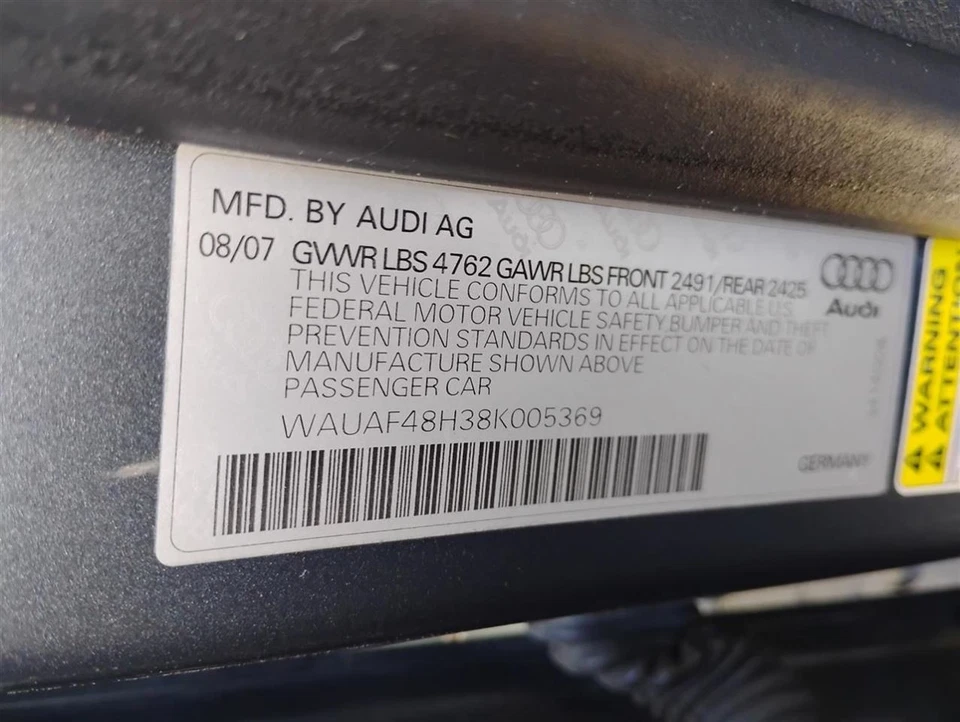 MFD. BY AUDI AG
08/07 GVWR LBS 4762 GAWR LBS FRONT 2491/REAR 2425
THIS VEHICLE CONFORMS TO ALL APPLICABLE U.S.
FEDERAL MOTOR VEHICLE SAFETY,BUMPER AND THEFT
PREVENTION STANDARDS IN EFFECT ON THE DATE OF
MANUFACTURE SHOWN ABOVE
PASSENGER CAR
WAUAF48H38K005369
GERMANY
Audi
WARNING
ATTENTION